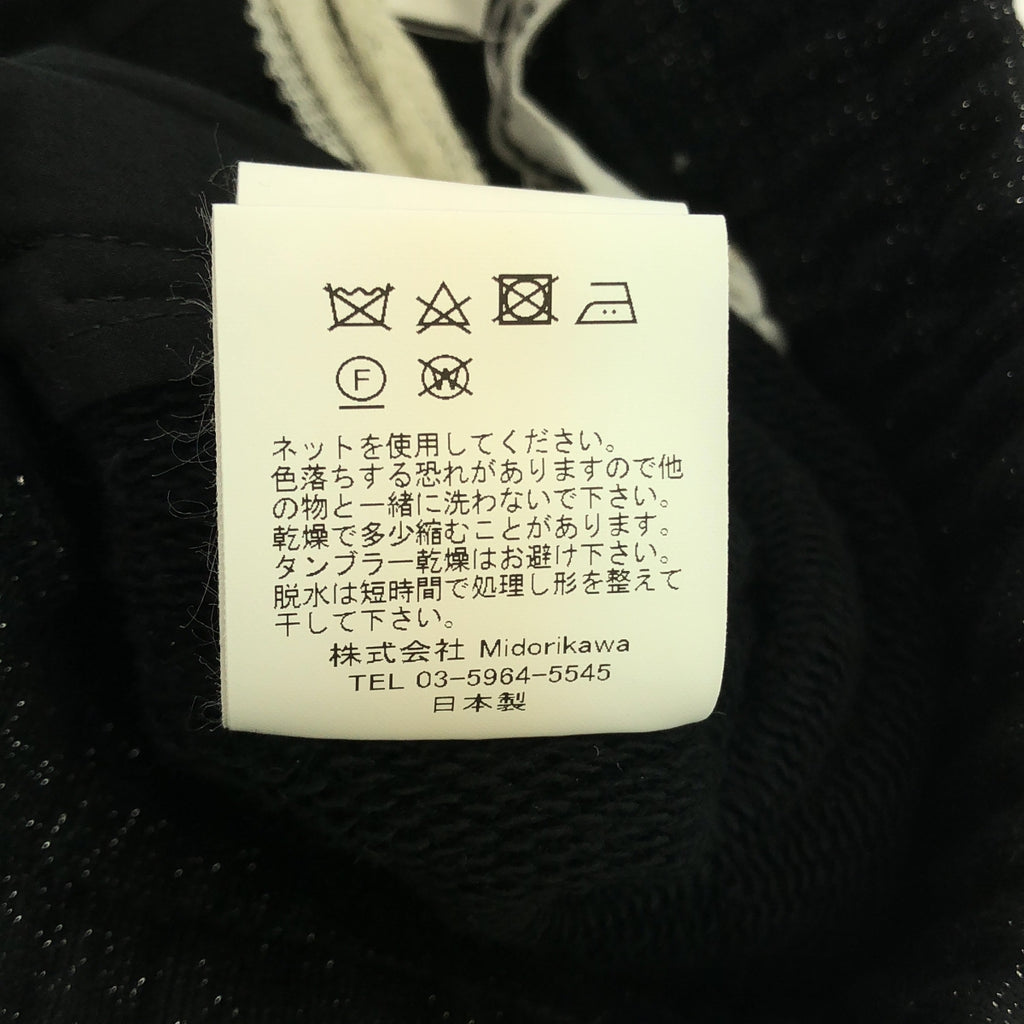 F W
ネットを使用してください。
色落ちする恐れがありますので他
の物と一緒に洗わないで下さい。
乾燥で多少縮むことがあります。
タンブラー乾燥はお避け下さい。
脱水は短時間で処理し形を整えて
干して下さい。
株式会社 Midorikawa
TEL 03-5964-5545
日本製